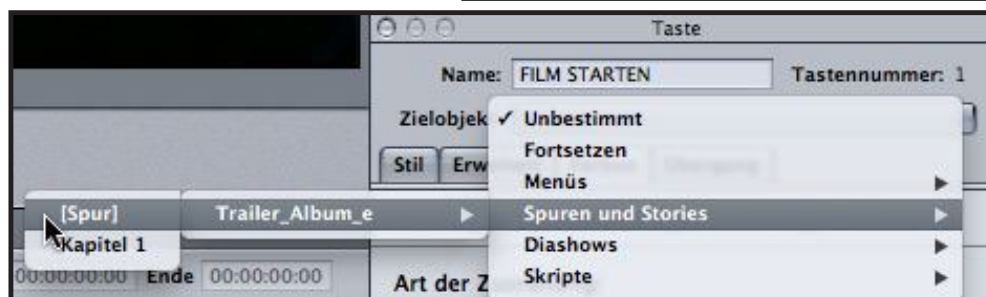 Taste
Name: FILM STARTEN Tastennummer: 1
Zielobjek ✓ Unbestimmt
Fortsetzen
Stil Erw
Menüs
[Spur] Trailer_Album_e Spuren und Stories
Kapitel 1 Diashows
00:00:00:00 Ende 00:00:00:00 Art der Z Skripte